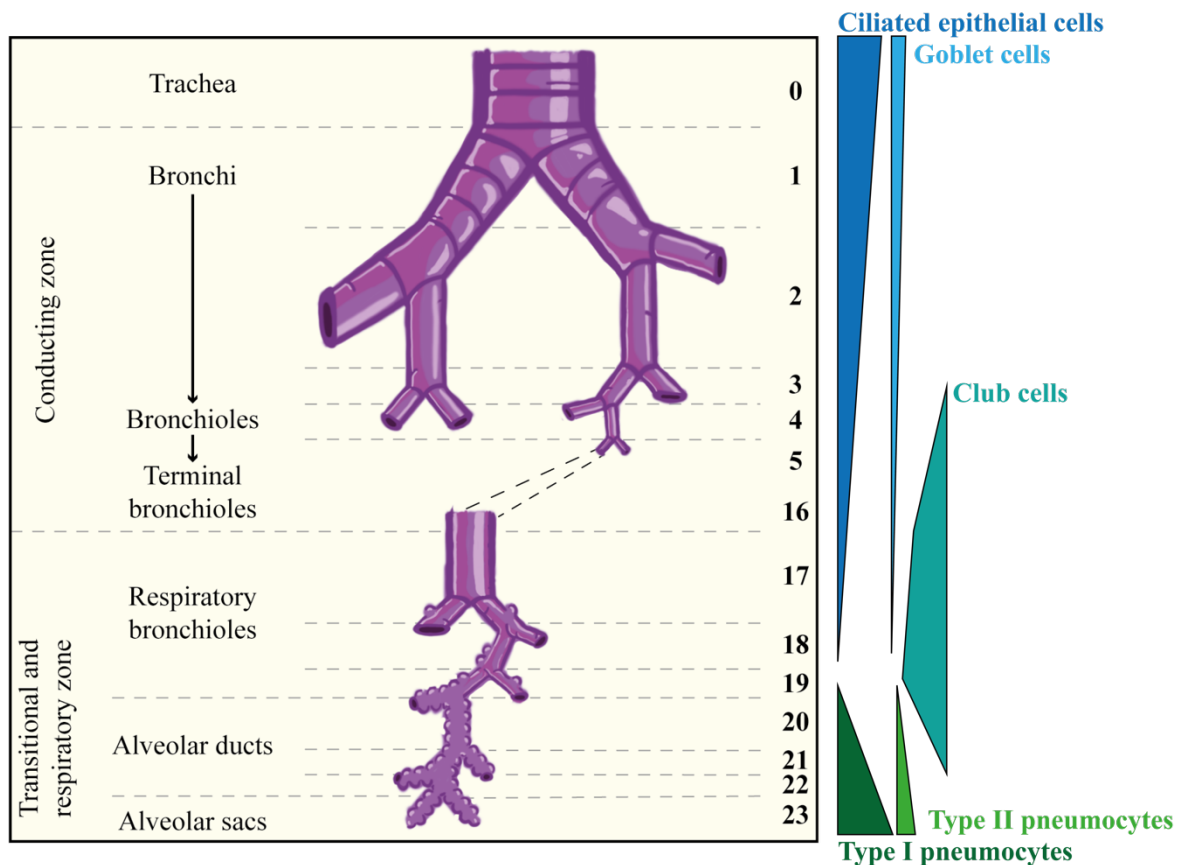 Ciliated epithelial cells
Goblet cells
Trachea
0
Bronchi
1
2
Conducting zone
3
Club cells
Bronchioles
4
5
Terminal
bronchioles
16
17
Respiratory
bronchioles
18
19
Transitional and
respiratory zone
20
Alveolar ducts
21
22
Alveolar sacs
23
Type II pneumocytes
Type I pneumocytes